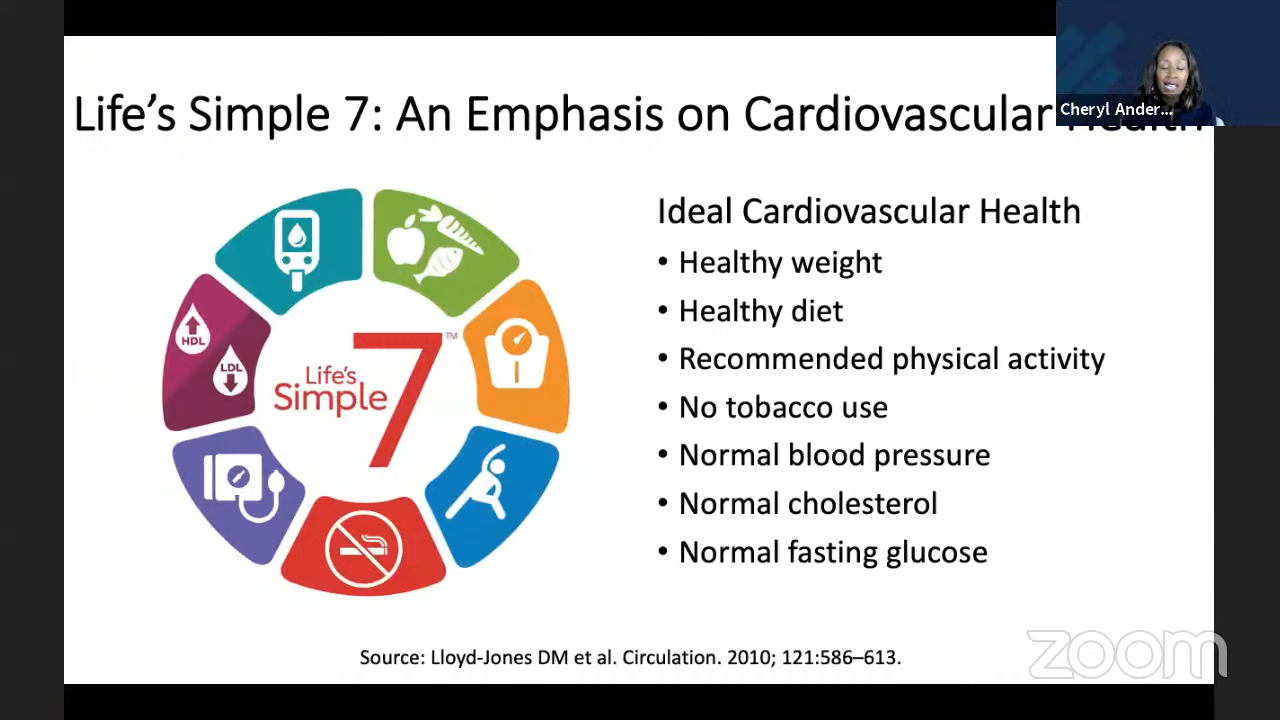 Life's Simple 7: An Emphasis on Cardiovascular Health
Cheryl Ander...
HDL
LDL
Life's
Simple 7™
Ideal Cardiovascular Health
• Healthy weight
• Healthy diet
• Recommended physical activity
• No tobacco use
• Normal blood pressure
• Normal cholesterol
• Normal fasting glucose
Source: Lloyd-Jones DM et al. Circulation. 2010; 121:586–613.
zoom